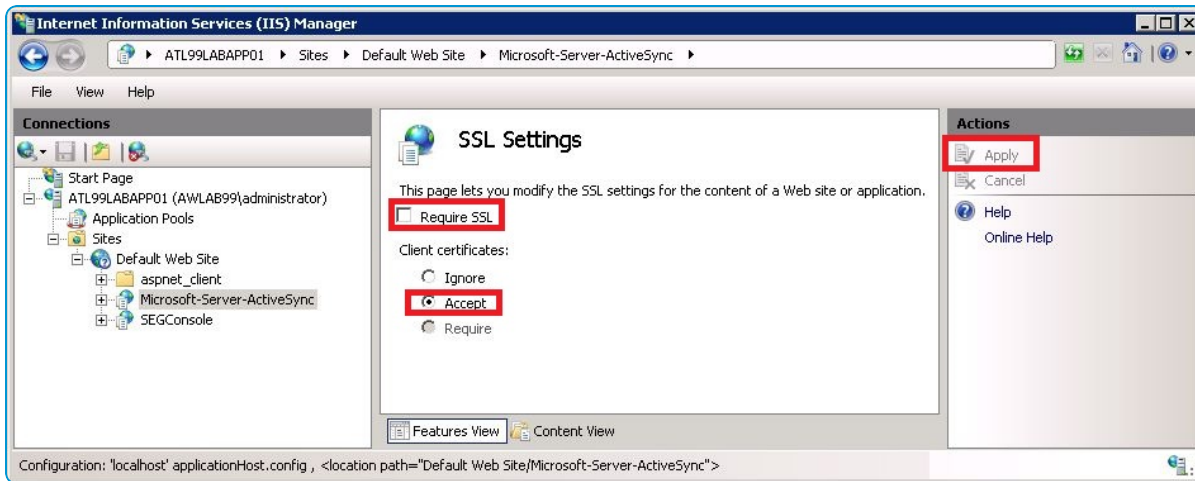 Internet Information Services (IIS) Manager
ATL99LABAPP01 Sites Default Web Site Microsoft-Server-ActiveSync
File View Help
Connections
Start Page
ATL99LABAPP01 (AWLAB99\administrator)
Application Pools
Sites
Default Web Site
aspnet_client
Microsoft-Server-ActiveSync
SEGConsole
SSL Settings
This page lets you modify the SSL settings for the content of a Web site or application.
Require SSL
Client certificates:
Ignore
Accept
Require
Features View Content View
Actions
Apply
Cancel
Help
Online Help
Configuration: 'localhost' applicationHost.config , <location path="Default Web Site/Microsoft-Server-ActiveSync">